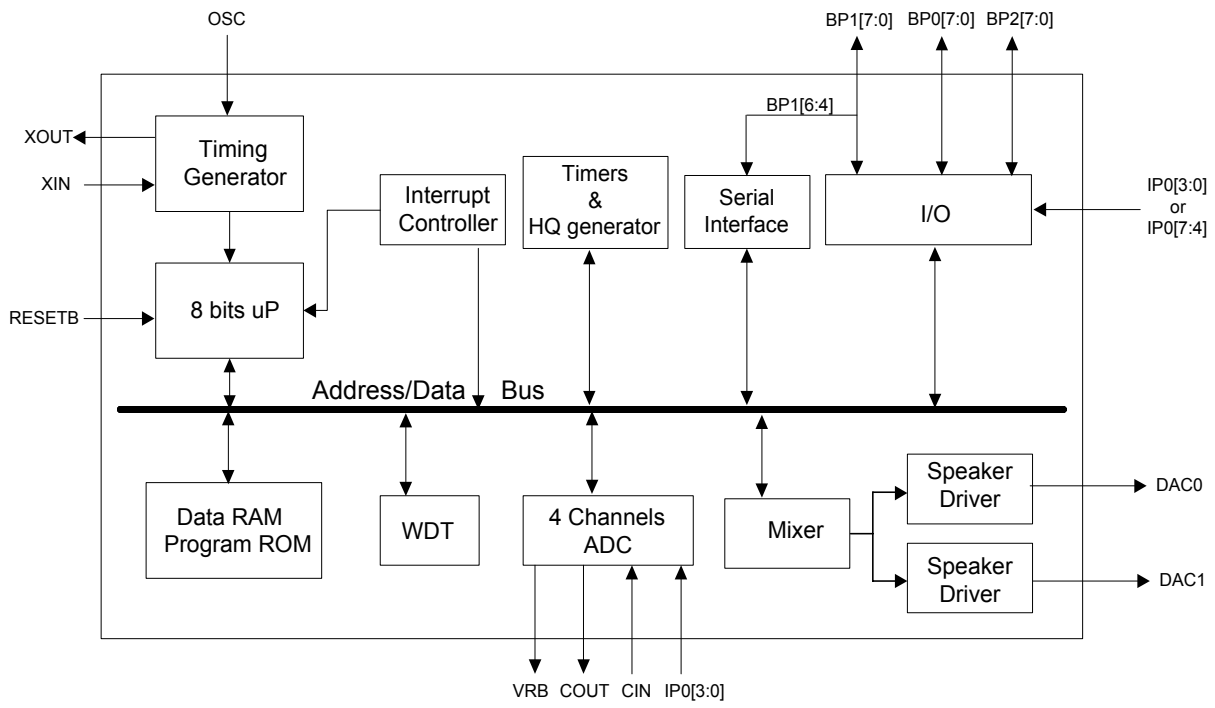 OSC
BP1[7:0] BP0[7:0] BP2[7:0]
BP1[6:4]
XOUT
XIN
Timing
Generator
Interrupt
Controller
Timers
&
HQ generator
Serial
Interface
I/O
IP0[3:0]
or
IP0[7:4]
RESETB
8 bits uP
Address/Data Bus
Data RAM
Program ROM
WDT
4 Channels
ADC
Mixer
Speaker
Driver
DAC0
Speaker
Driver
DAC1
VRB COUT CIN IP0[3:0]